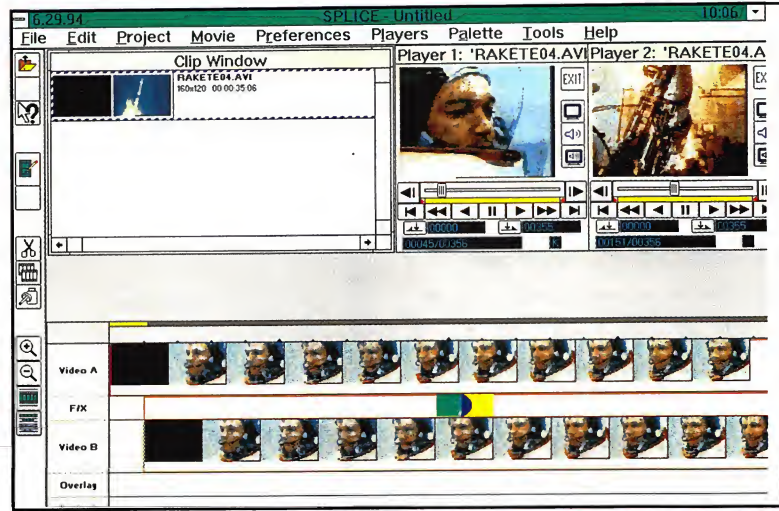 6.29.94 SPLICE - Untitled 10:06
File Edit Project Movie Preferences Players Palette Tools Help
Clip Window
RAKETE04.AVI
160x120 00:00:35:06
Player 1: 'RAKETE04.AVI
EXIT
00000 00355
00045/00356 K
Player 2: 'RAKETE04.A
EX
00000 00355
00151/00356
Video A
F/X
Video B
Overlay